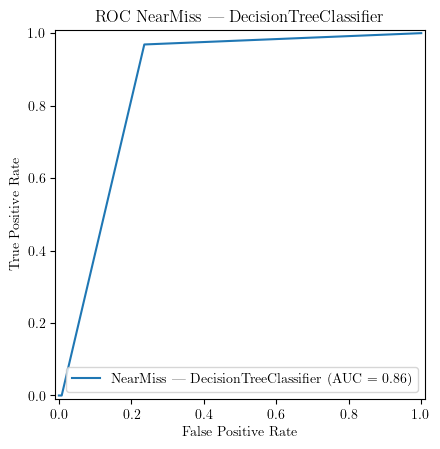 ROC NearMiss — DecisionTreeClassifier
1.0
0.8
0.6
0.4
0.2
0.0
True Positive Rate
NearMiss — DecisionTreeClassifier (AUC = 0.86)
0.0 0.2 0.4 0.6 0.8 1.0
False Positive Rate